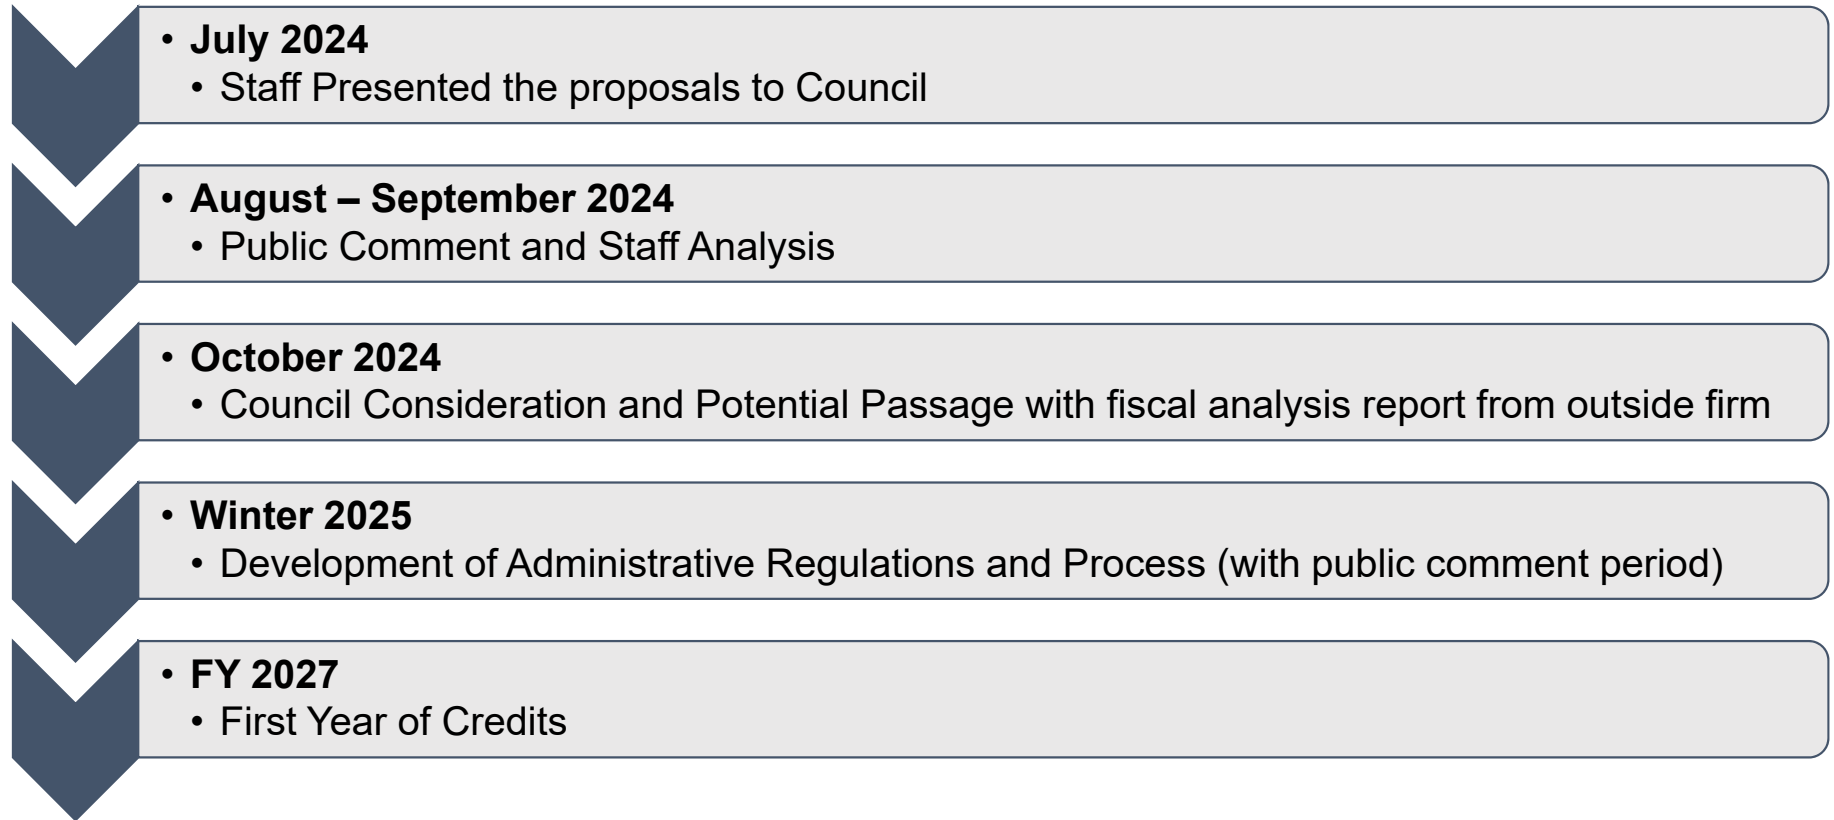 • July 2024
• Staff Presented the proposals to Council
• August – September 2024
• Public Comment and Staff Analysis
• October 2024
• Council Consideration and Potential Passage with fiscal analysis report from outside firm
• Winter 2025
• Development of Administrative Regulations and Process (with public comment period)
• FY 2027
• First Year of Credits